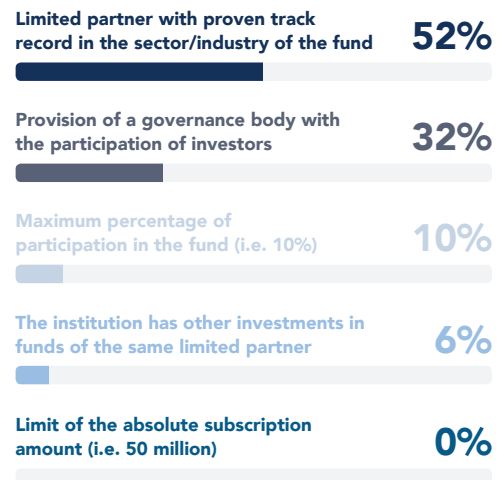 Limited partner with proven track
record in the sector/industry of the fund
52%
Provision of a governance body with
the participation of investors
32%
Maximum percentage of
participation in the fund (i.e. 10%)
10%
The institution has other investments in
funds of the same limited partner
6%
Limit of the absolute subscription
amount (i.e. 50 million)
0%